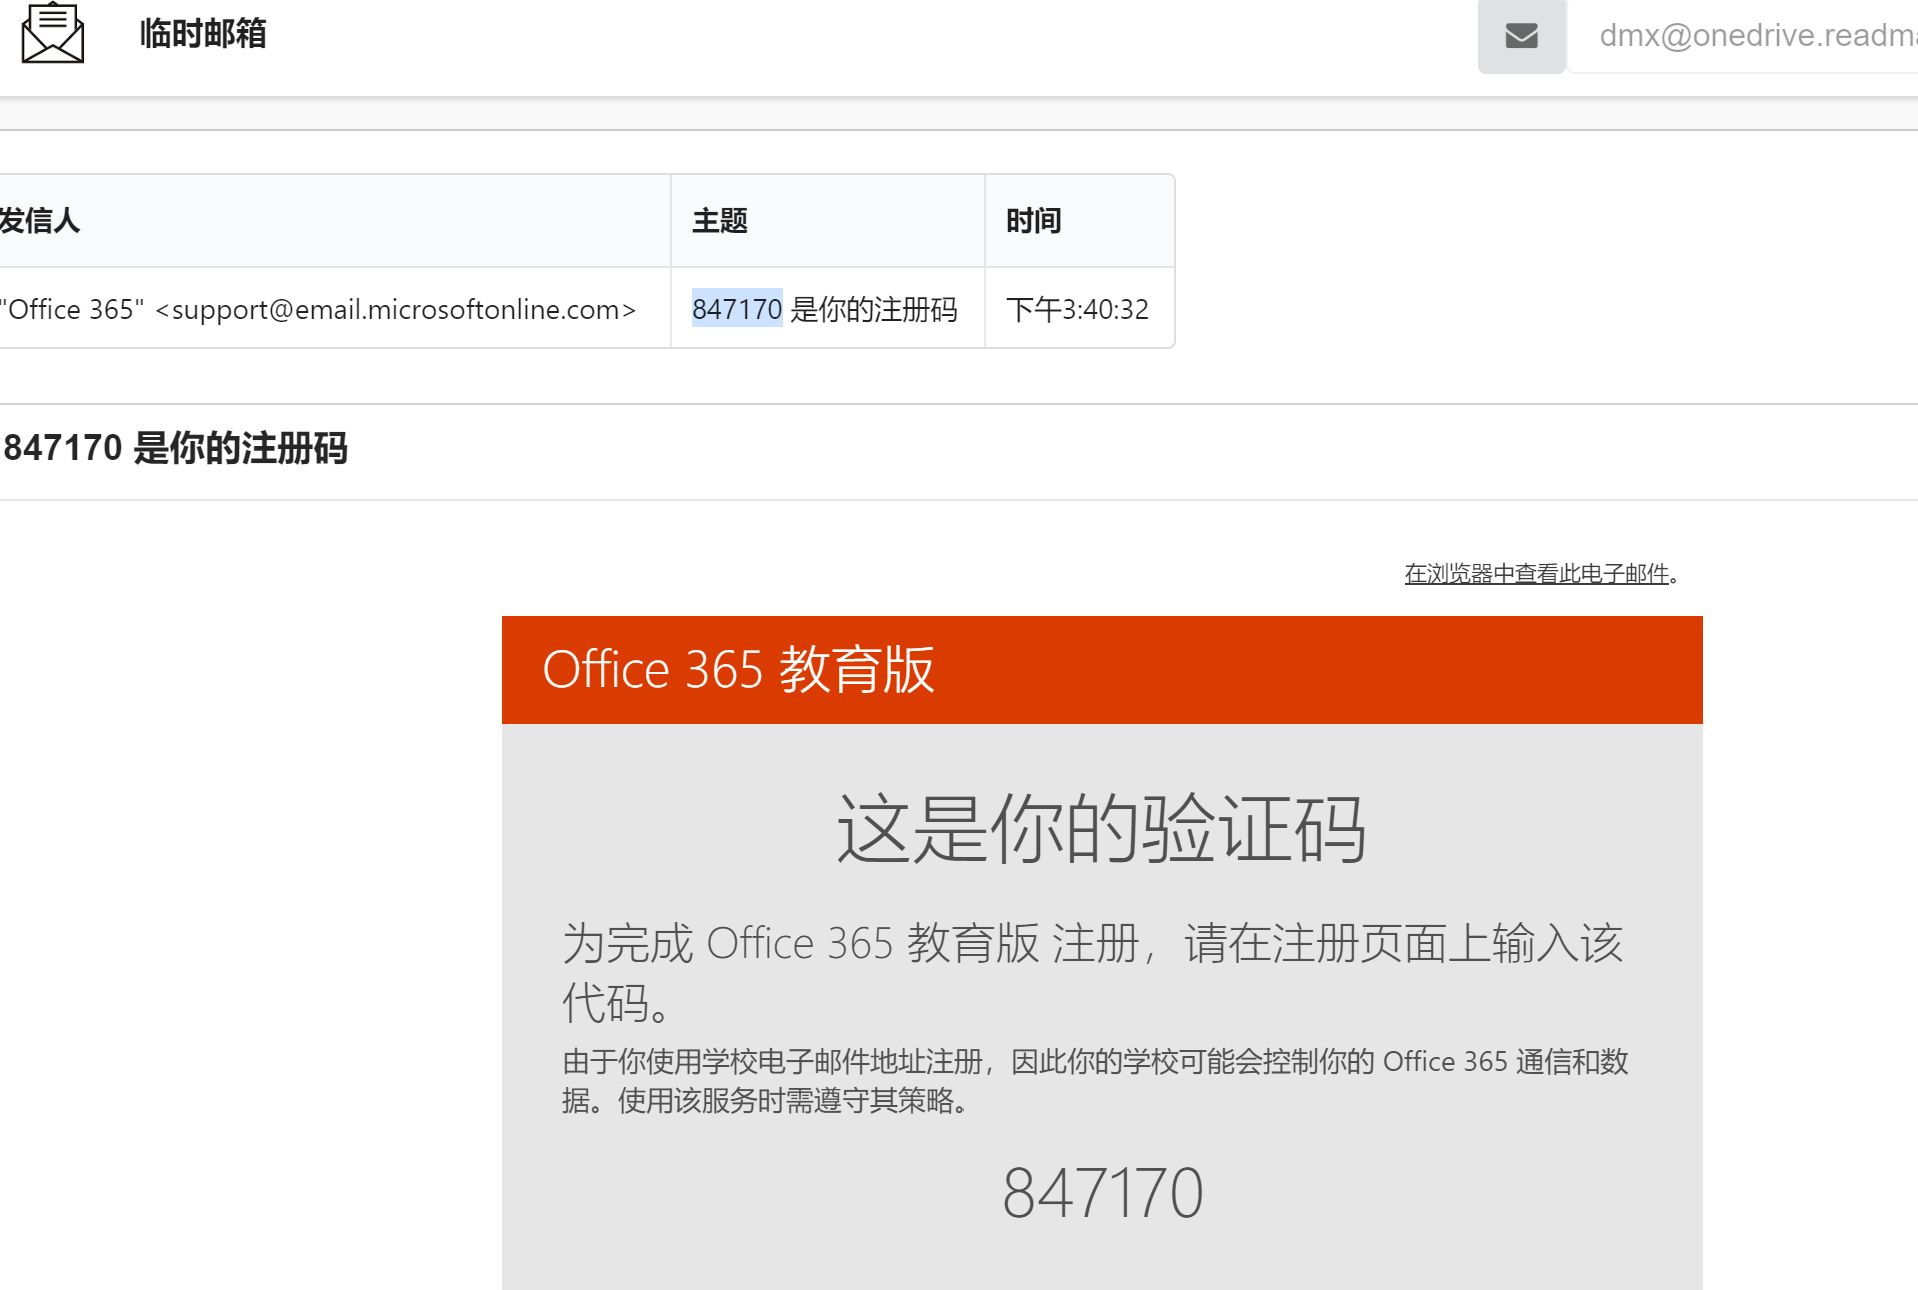 临时邮箱
dmx@onedrive.readm
发信人 主题 时间
"Office 365" <support@email.microsoftonline.com> 847170 是你的注册码 下午3:40:32
847170 是你的注册码
在浏览器中查看此电子邮件。
Office 365 教育版
这是你的验证码
为完成 Office 365 教育版 注册，请在注册页面上输入该
代码。
由于你使用学校电子邮件地址注册，因此你的学校可能会控制你的 Office 365 通信和数
据。使用该服务时需遵守其策略。
847170